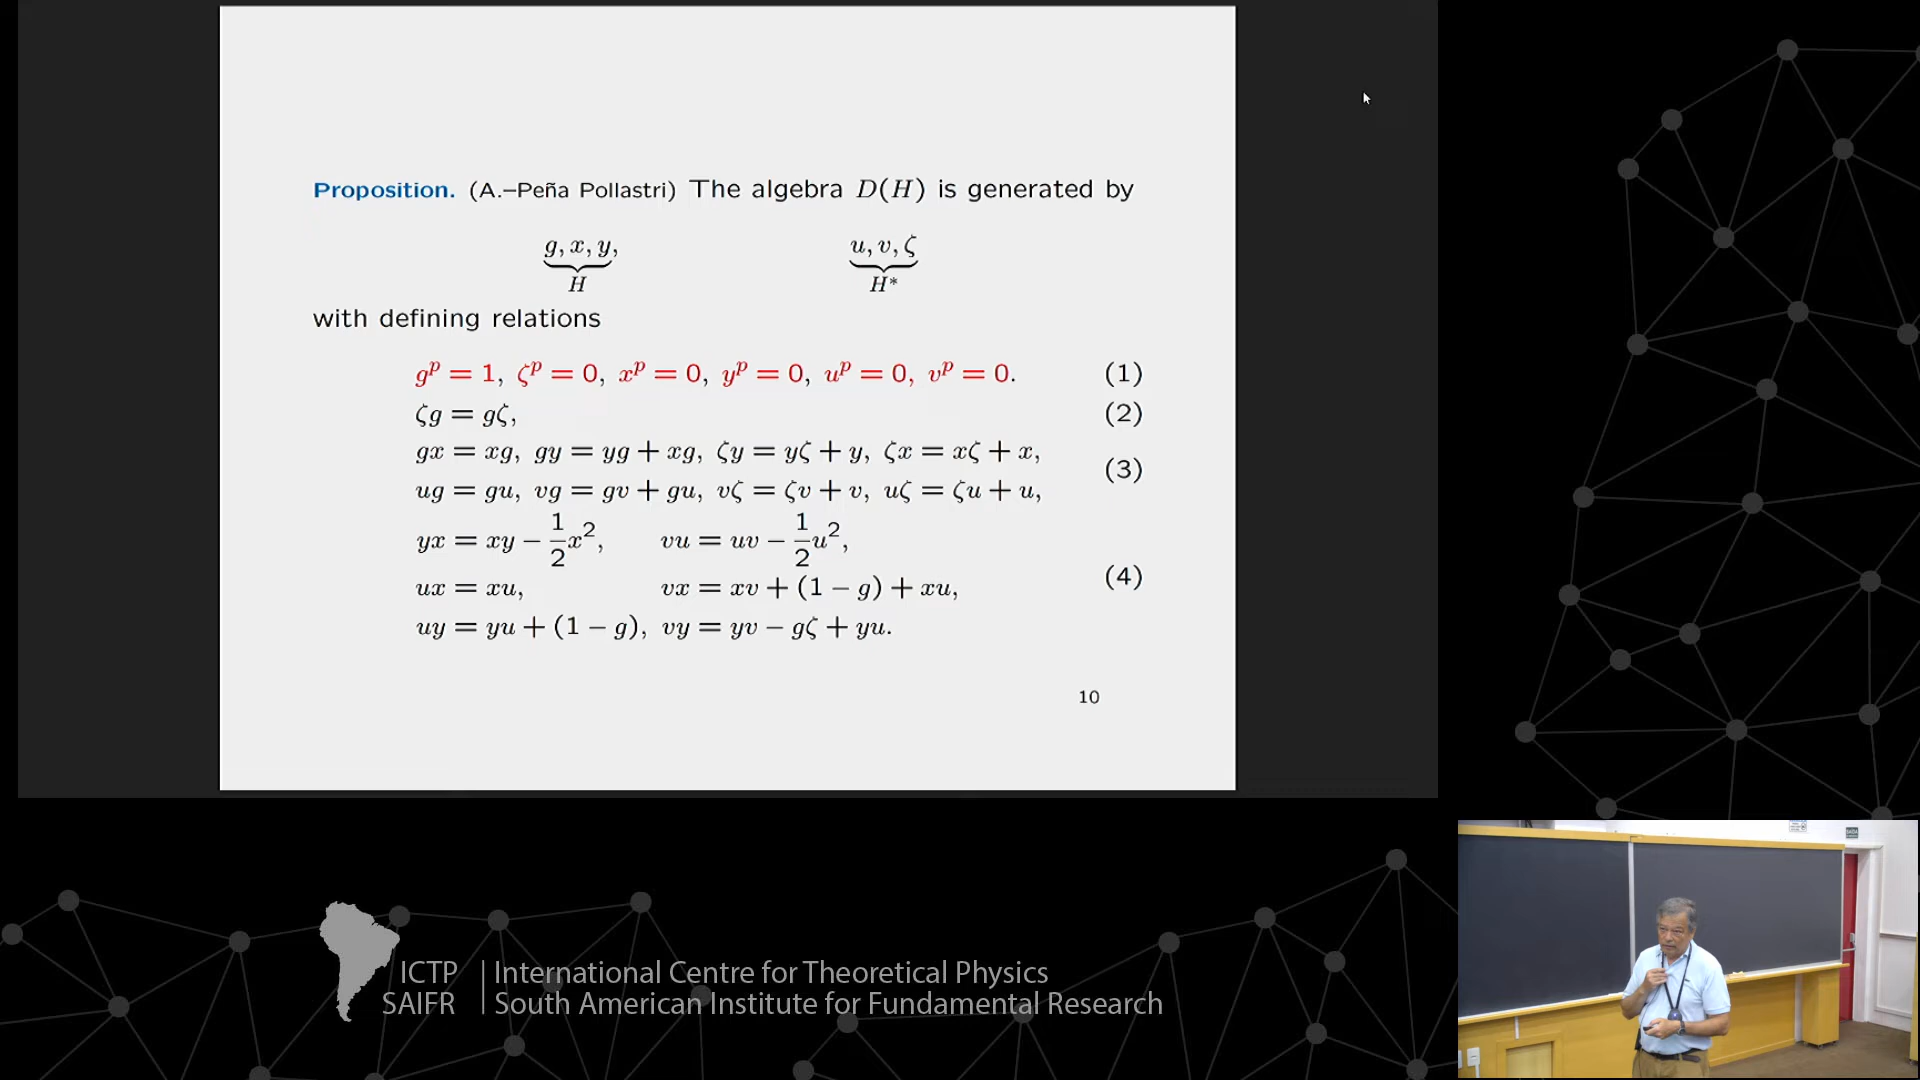 Proposition. (A.–Peña Pollastri) The algebra D(H) is generated by
g, x, y, u, v, ζ
H H*
with defining relations
g^p = 1, ζ^p = 0, x^p = 0, y^p = 0, u^p = 0, v^p = 0. (1)
ζg = gζ, (2)
gx = xg, gy = yg + xg, ζy = yζ + y, ζx = xζ + x,
(3)
ug = gu, vg = gv + gu, vζ = ζv + v, uζ = ζu + u,
yx = xy − 1/2 x², vu = uv − 1/2 u²,
ux = xu, vx = xv + (1 − g) + xu, (4)
uy = yu + (1 − g), vy = yv − gζ + yu.
10
ICTP | International Centre for Theoretical Physics
SAIFR | South American Institute for Fundamental Research